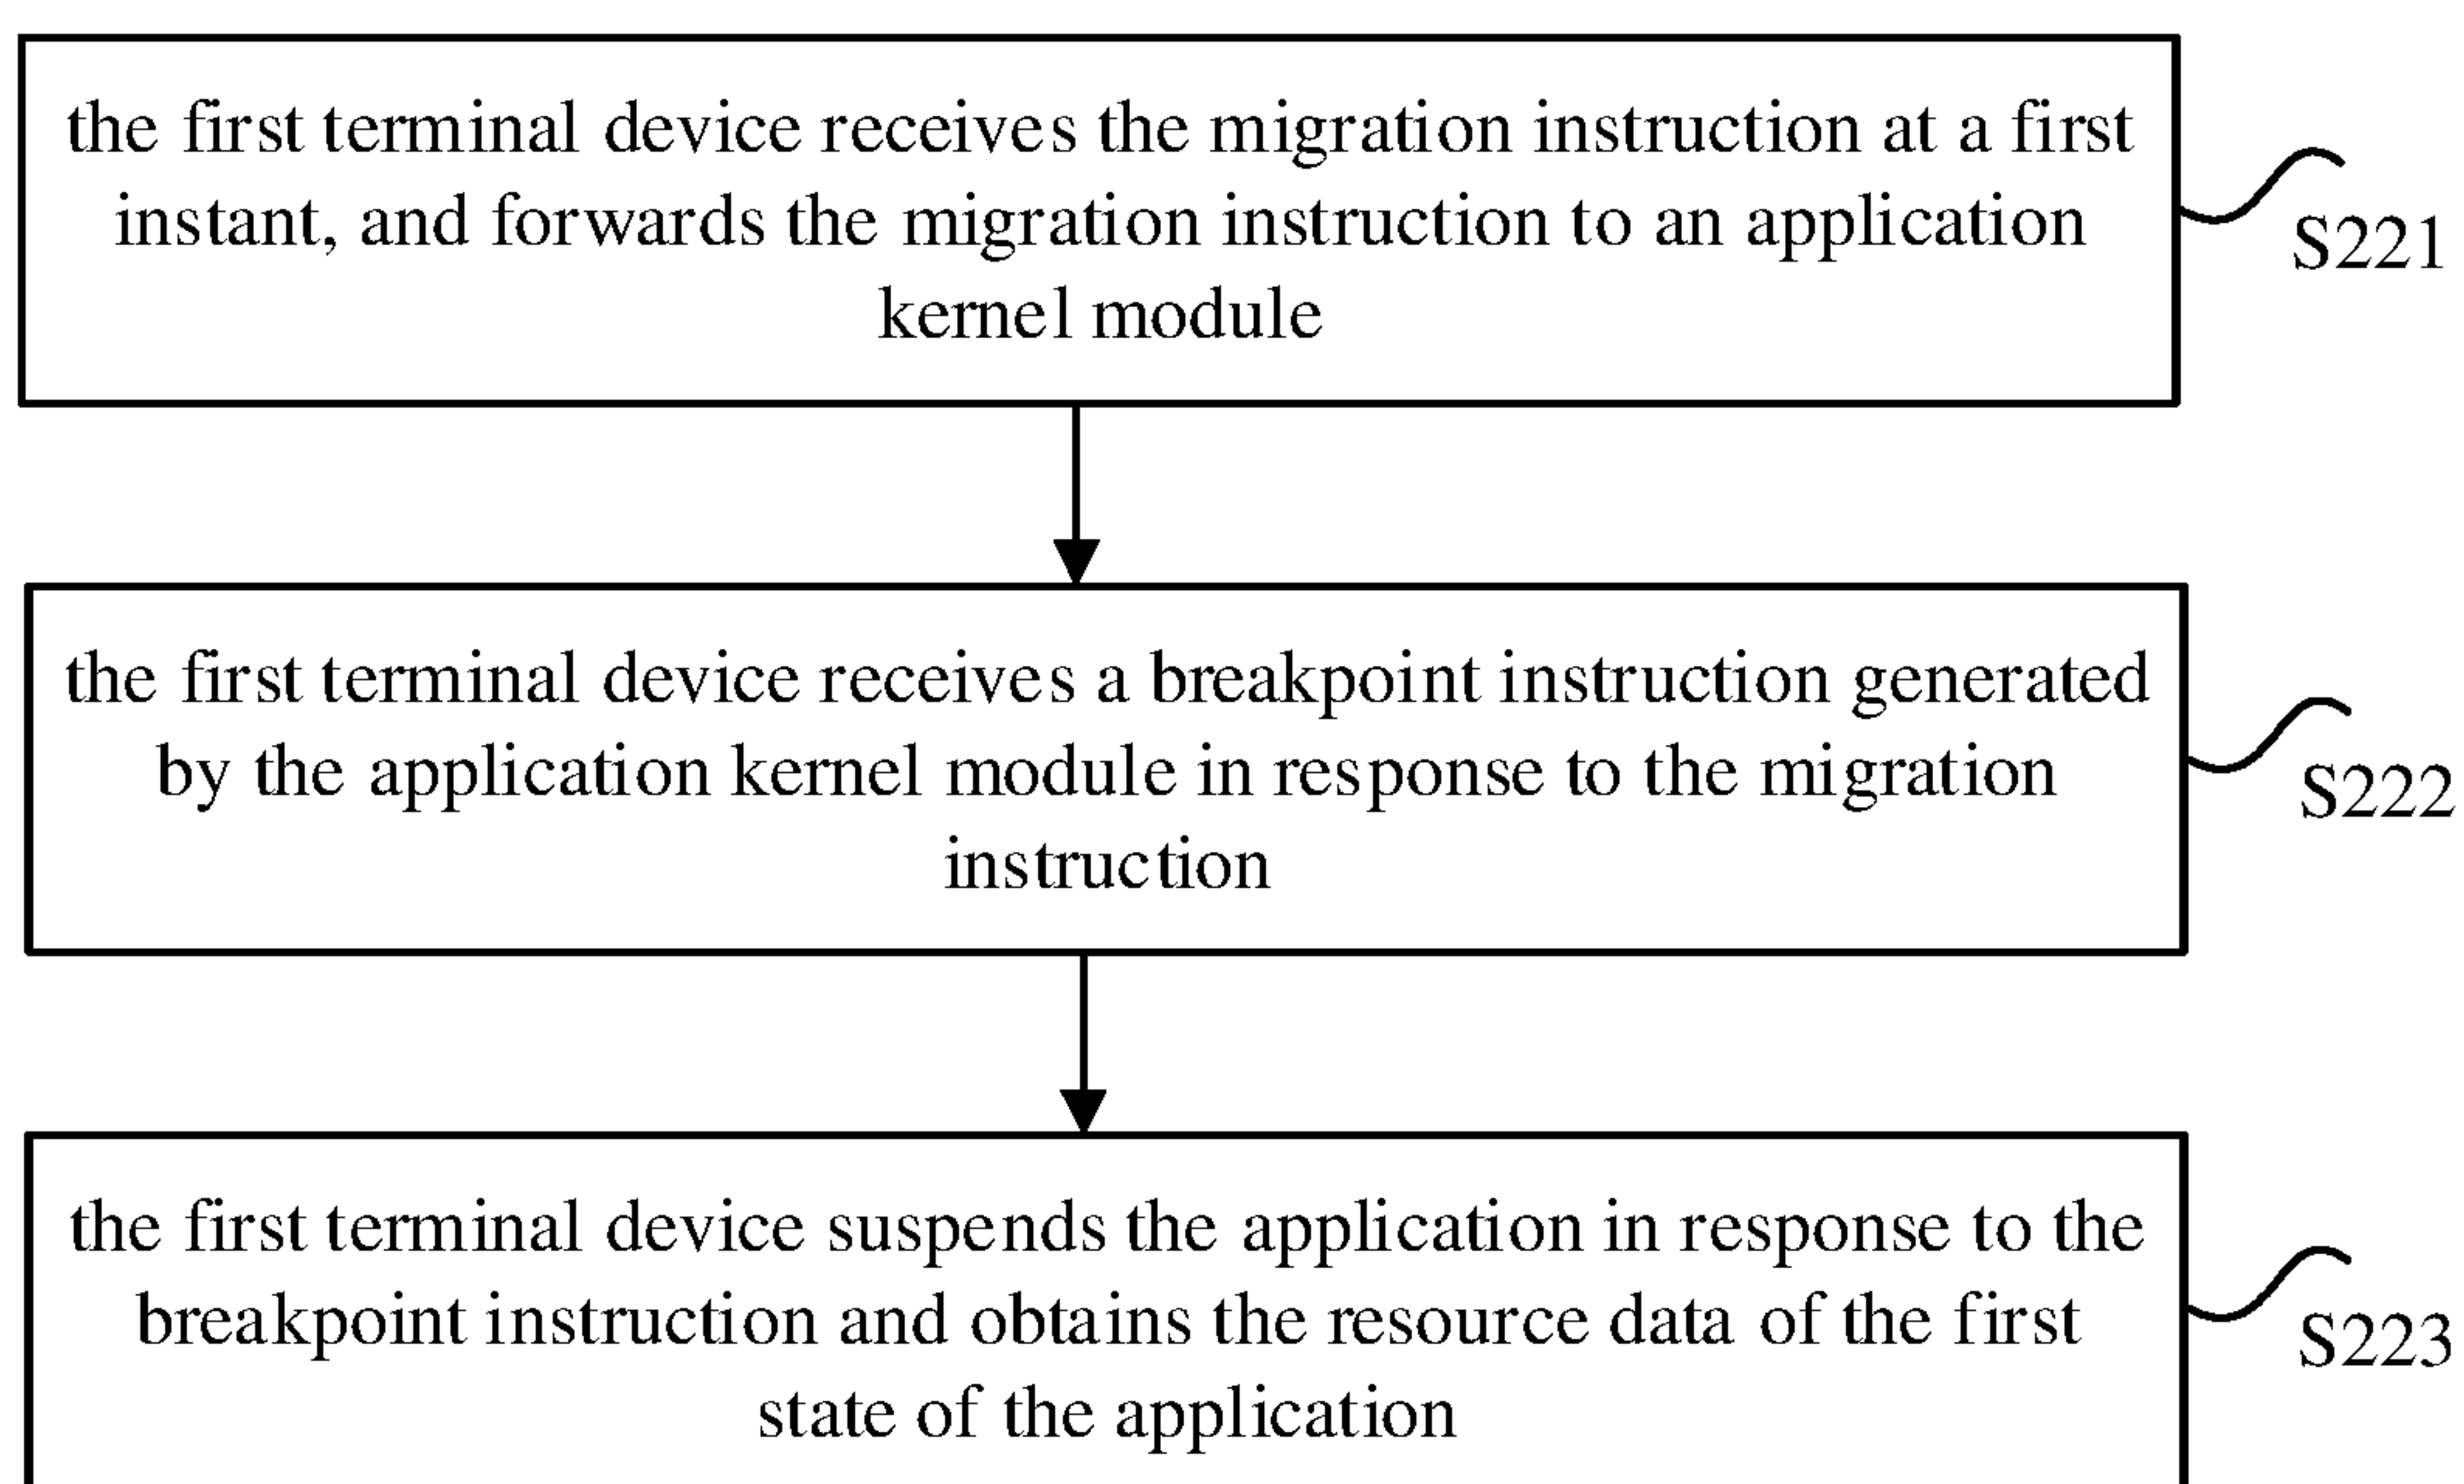 the first terminal device receives the migration instruction at a first
instant, and forwards the migration instruction to an application
kernel module
S221
the first terminal device receives a breakpoint instruction generated
by the application kernel module in response to the migration
instruction
S222
the first terminal device suspends the application in response to the
breakpoint instruction and obtains the resource data of the first
state of the application
S223